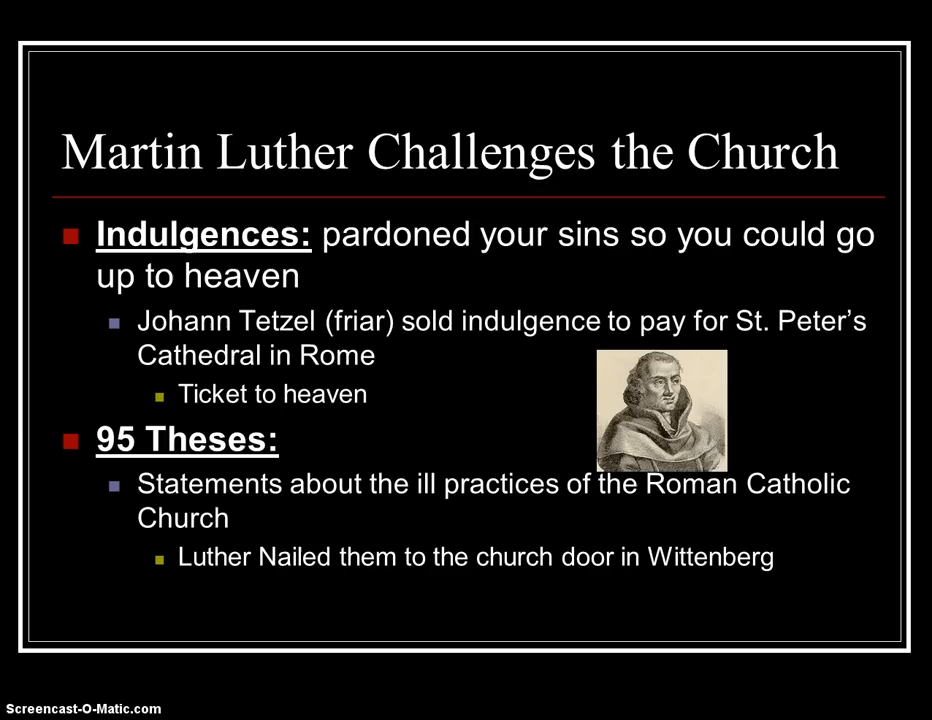 Martin Luther Challenges the Church
Indulgences: pardoned your sins so you could go
up to heaven
Johann Tetzel (friar) sold indulgence to pay for St. Peter’s
Cathedral in Rome
Ticket to heaven
95 Theses:
Statements about the ill practices of the Roman Catholic
Church
Luther Nailed them to the church door in Wittenberg
Screencast-O-Matic.com